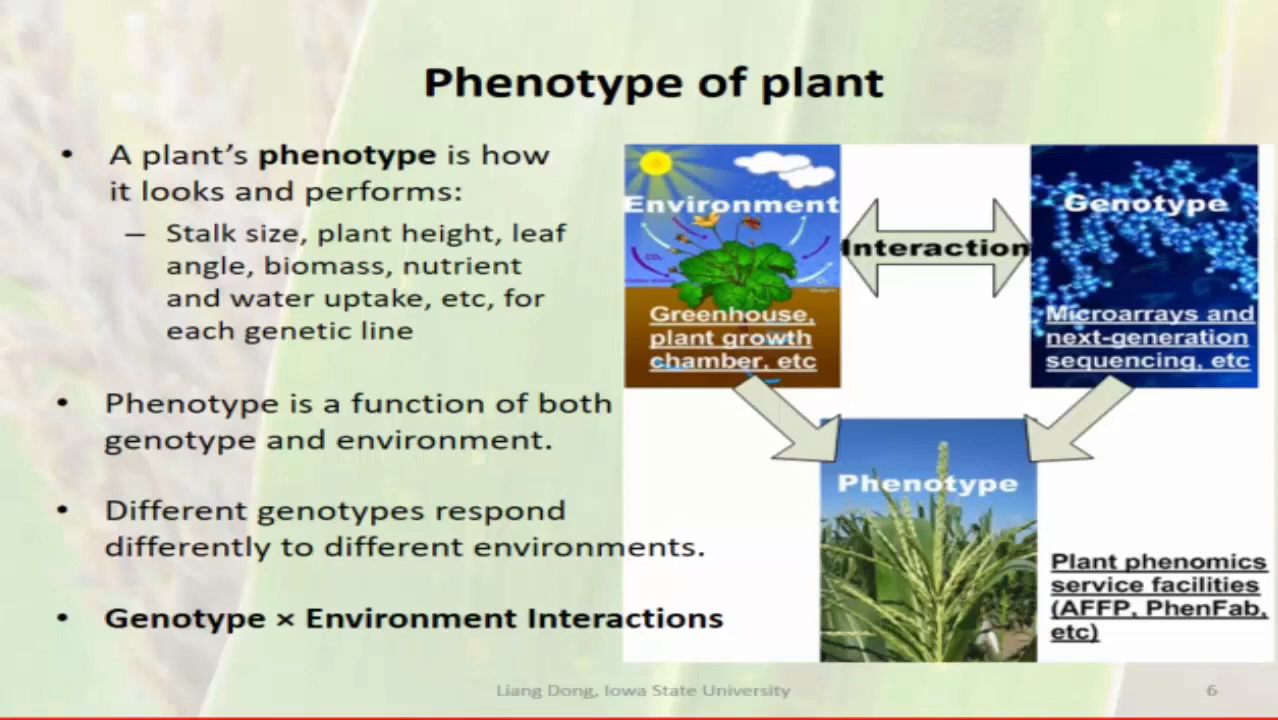 Phenotype of plant
• A plant's phenotype is how
it looks and performs:
– Stalk size, plant height, leaf
angle, biomass, nutrient
and water uptake, etc, for
each genetic line
• Phenotype is a function of both
genotype and environment.
• Different genotypes respond
differently to different environments.
• Genotype × Environment Interactions
Environment
Greenhouse,
plant growth
chamber, etc
Interaction
Genotype
Microarrays and
next-generation
sequencing, etc
Phenotype
Plant phenomics
service facilities
(AFFP, PhenFab,
etc)
Liang Dong, Iowa State University
6